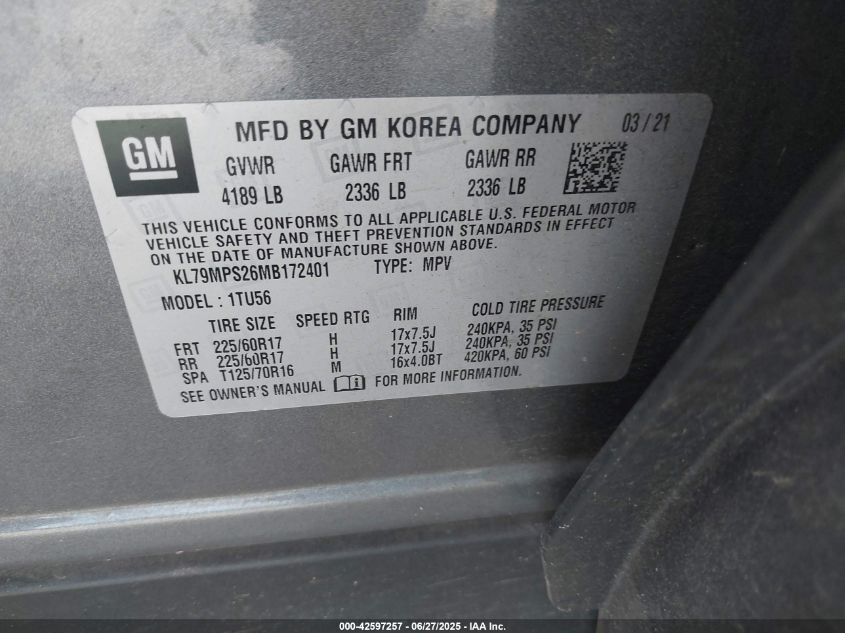 GM
MFD BY GM KOREA COMPANY 03/21
GVWR GAWR FRT GAWR RR
4189 LB 2336 LB 2336 LB
THIS VEHICLE CONFORMS TO ALL APPLICABLE U.S. FEDERAL MOTOR
VEHICLE SAFETY AND THEFT PREVENTION STANDARDS IN EFFECT
ON THE DATE OF MANUFACTURE SHOWN ABOVE.
KL79MPS26MB172401 TYPE: MPV
MODEL : 1TU56
TIRE SIZE SPEED RTG RIM COLD TIRE PRESSURE
FRT 225/60R17 H 17x7.5J 240KPA, 35 PSI
RR 225/60R17 H 17x7.5J 240KPA, 35 PSI
SPA T125/70R16 M 16x4.0BT 420KPA, 60 PSI
SEE OWNER'S MANUAL FOR MORE INFORMATION.
000-42597257 - 06/27/2025 - IAA Inc.